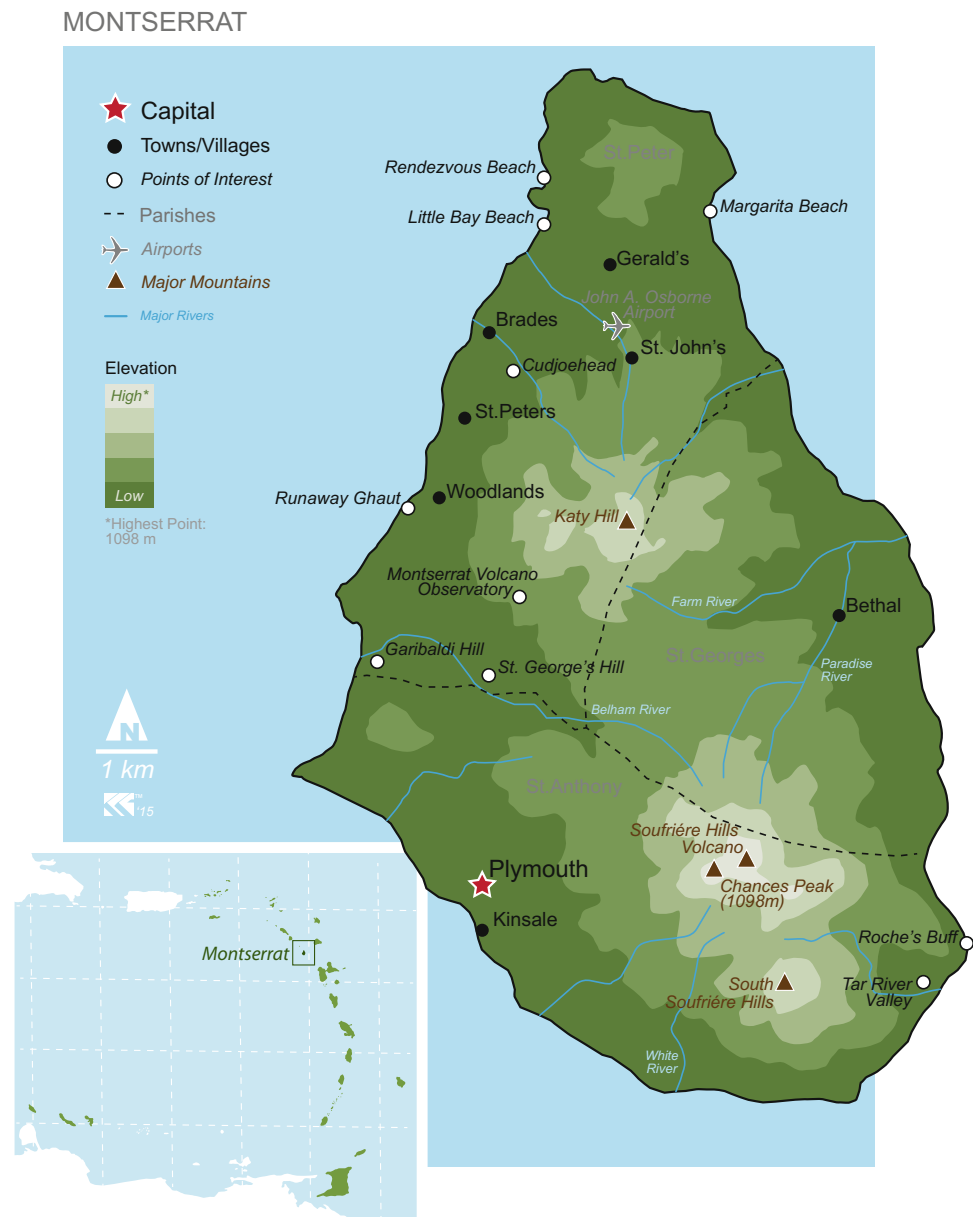 MONTSERRAT
Capital
Towns/Villages
Points of Interest
Parishes
Airports
Major Mountains
Major Rivers
Elevation
High*
Low
*Highest Point:
1098 m
St.Peter
Rendezvous Beach
Little Bay Beach
Margarita Beach
Gerald's
John A. Osborne
Airport
Brades
St. John's
Cudjoehead
St.Peters
Woodlands
Runaway Ghaut
Katy Hill
Montserrat Volcano
Observatory
Farm River
Bethal
Garibaldi Hill
St. George's Hill
St.Georges
Paradise
River
Belham River
N
1 km
™
'15
St.Anthony
Soufriére Hills
Volcano
Chances Peak
(1098m)
Plymouth
Kinsale
Roche's Buff
South
Soufriére Hills
Tar River
Valley
White
River
Montserrat